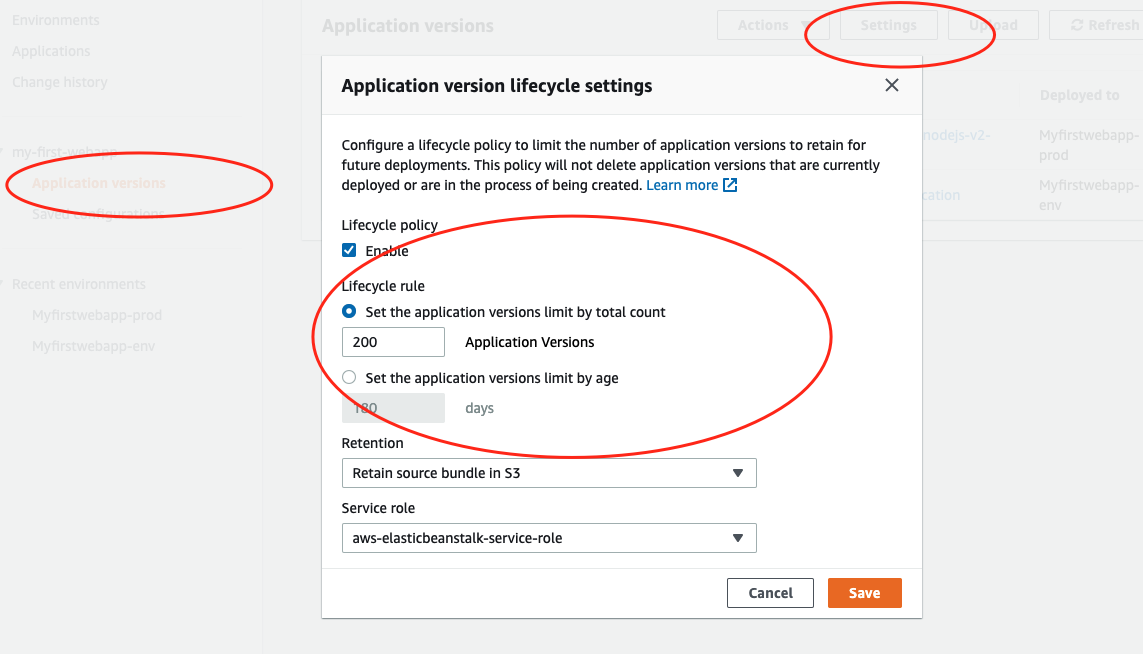 Environments
Applications
Change history
my-first-webapp
Application versions
Saved configurations
Recent environments
Myfirstwebapp-prod
Myfirstwebapp-env
Application versions
Actions
Settings
Upload
Refresh
Deployed to
nodejs-v2-
Myfirstwebapp-
prod
cation
Myfirstwebapp-
env
Application version lifecycle settings
Configure a lifecycle policy to limit the number of application versions to retain for
future deployments. This policy will not delete application versions that are currently
deployed or are in the process of being created. Learn more
Lifecycle policy
Enable
Lifecycle rule
Set the application versions limit by total count
200 Application Versions
Set the application versions limit by age
180 days
Retention
Retain source bundle in S3
Service role
aws-elasticbeanstalk-service-role
Cancel
Save